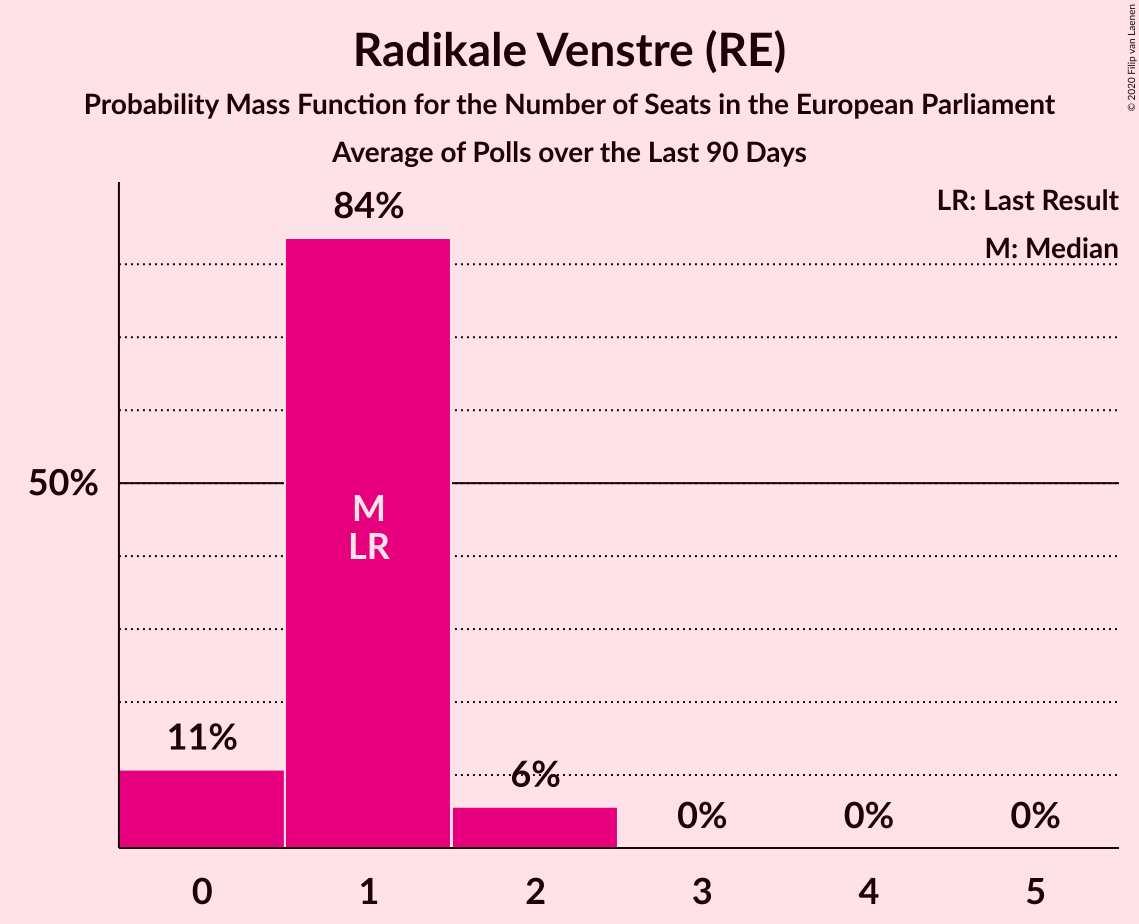 Radikale Venstre (RE)
Probability Mass Function for the Number of Seats in the European Parliament
Average of Polls over the Last 90 Days
© 2020 Filip van Laenen
LR: Last Result
M: Median
84%
50%
M
LR
11%
6%
0%
0%
0%
0
1
2
3
4
5